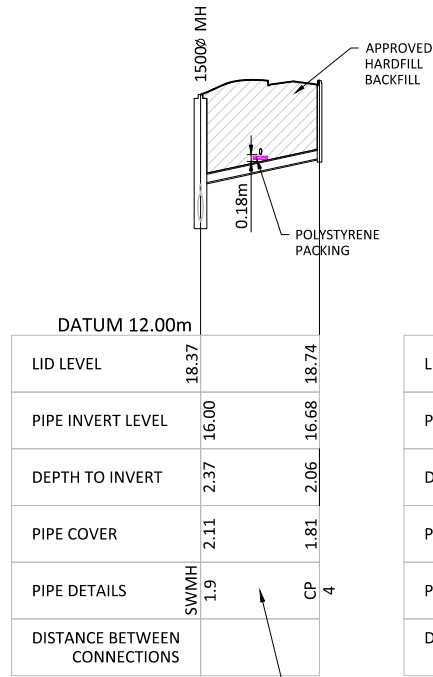 1500Ø MH
APPROVED
HARDFILL
BACKFILL
0.18m
POLYSTYRENE
PACKING
DATUM 12.00m
LID LEVEL 18.37 18.74
PIPE INVERT LEVEL 16.00 16.68
DEPTH TO INVERT 2.37 2.06
PIPE COVER 2.11 1.81
PIPE DETAILS SWMH 1.9 CP 4
DISTANCE BETWEEN
CONNECTIONS
L
P
D
P
P
D